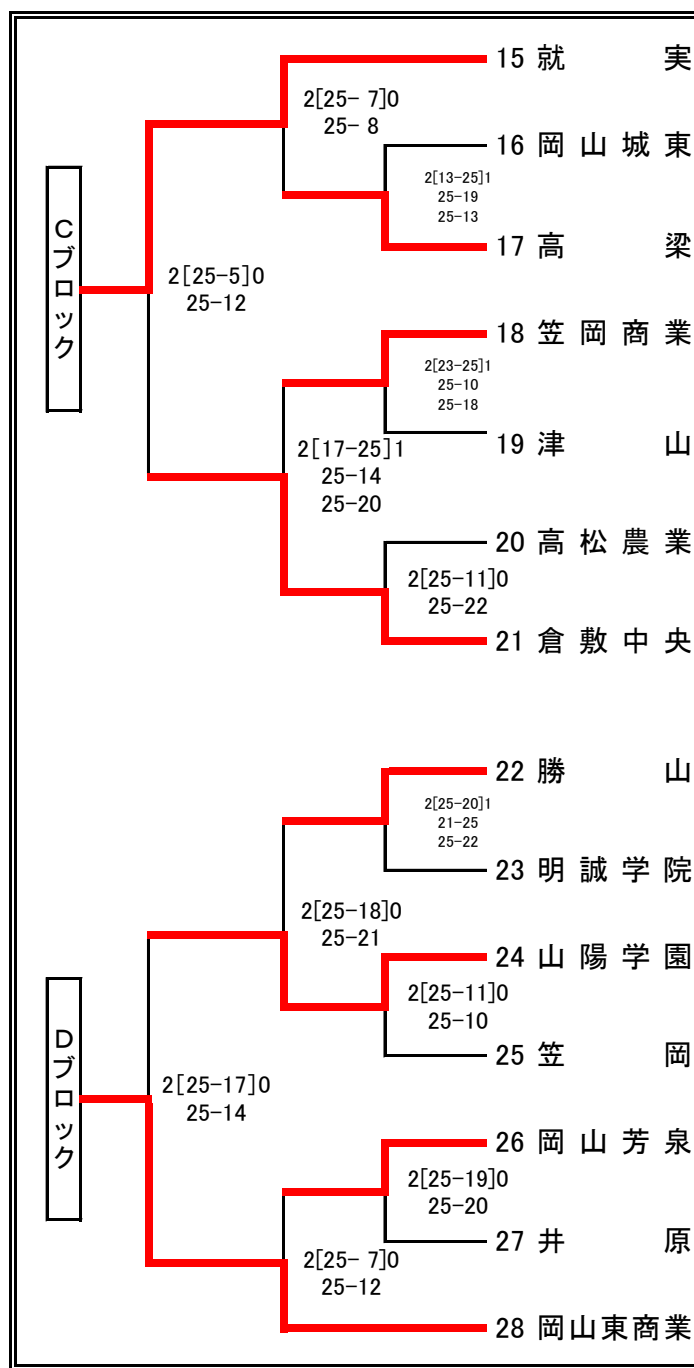 Cブロック
15 就実
2[25- 7]0
25- 8
16 岡山城東
2[13-25]1
25-19
25-13
17 高梁
2[25-5]0
25-12
18 笠岡商業
2[23-25]1
25-10
25-18
19 津山
2[17-25]1
25-14
25-20
20 高松農業
2[25-11]0
25-22
21 倉敷中央
Dブロック
22 勝山
2[25-20]1
21-25
25-22
23 明誠学院
2[25-18]0
25-21
24 山陽学園
2[25-11]0
25-10
25 笠岡
2[25-17]0
25-14
26 岡山芳泉
2[25-19]0
25-20
27 井原
2[25- 7]0
25-12
28 岡山東商業